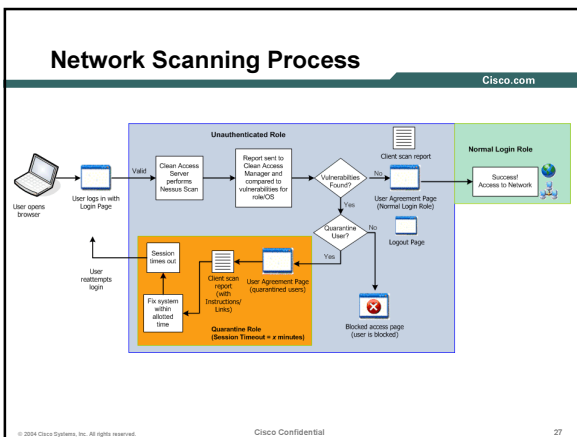 Network Scanning Process
Cisco.com
Unauthenticated Role
Client scan report
Normal Login Role
User opens
browser
User logs in with
Login Page
Valid
Clean Access
Server
performs
Nessus Scan
Report sent to
Clean Access
Manager and
compared to
vulnerabilities for
role/OS
Vulnerabilities
Found?
No
User Agreement Page
(Normal Login Role)
Success!
Access to Network
Yes
Logout Page
Quarantine
User?
No
Yes
Session
times out
Client
scan
report
(with
Instructions/
Links)
User Agreement Page
(quarantined users)
User
reattempts
login
Fix system
within
allotted
time
Quarantine Role
(Session Timeout = x minutes)
Blocked access page
(user is blocked)
© 2004 Cisco Systems, Inc. All rights reserved.
Cisco Confidential
27